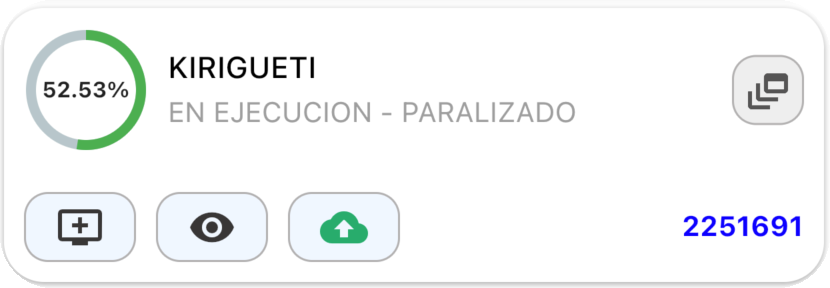 52.53%
KIRIGUETI
EN EJECUCION - PARALIZADO
2251691